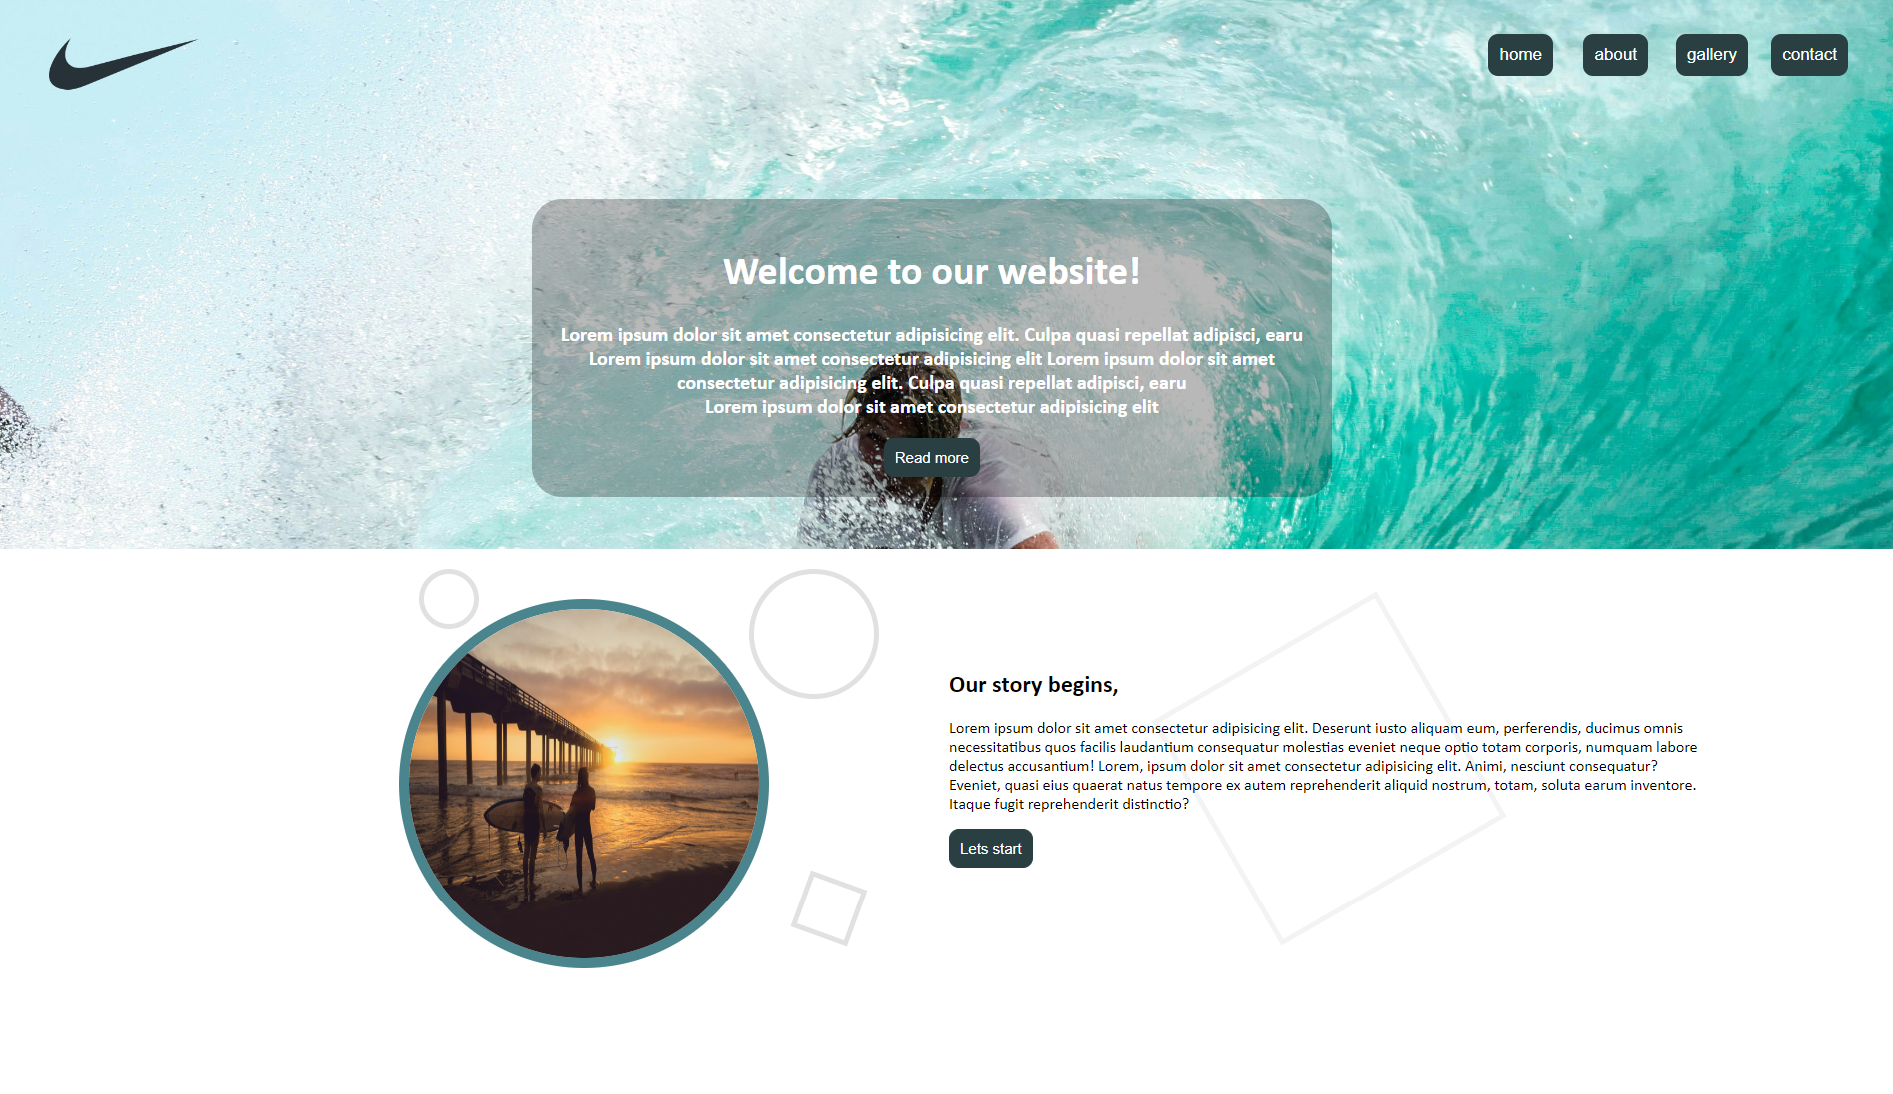 home
about
gallery
contact
Welcome to our website!
Lorem ipsum dolor sit amet consectetur adipisicing elit. Culpa quasi repellat adipisci, earu
Lorem ipsum dolor sit amet consectetur adipisicing elit Lorem ipsum dolor sit amet
consectetur adipisicing elit. Culpa quasi repellat adipisci, earu
Lorem ipsum dolor sit amet consectetur adipisicing elit
Read more
Our story begins,
Lorem ipsum dolor sit amet consectetur adipisicing elit. Deserunt iusto aliquam eum, perferendis, ducimus omnis
necessitatibus quos facilis laudantium consequatur molestias eveniet neque optio totam corporis, numquam labore
delectus accusantium! Lorem, ipsum dolor sit amet consectetur adipisicing elit. Animi, nesciunt consequatur?
Eveniet, quasi eius quaerat natus tempore ex autem reprehenderit aliquid nostrum, totam, soluta earum inventore.
Itaque fugit reprehenderit distinctio?
Lets start